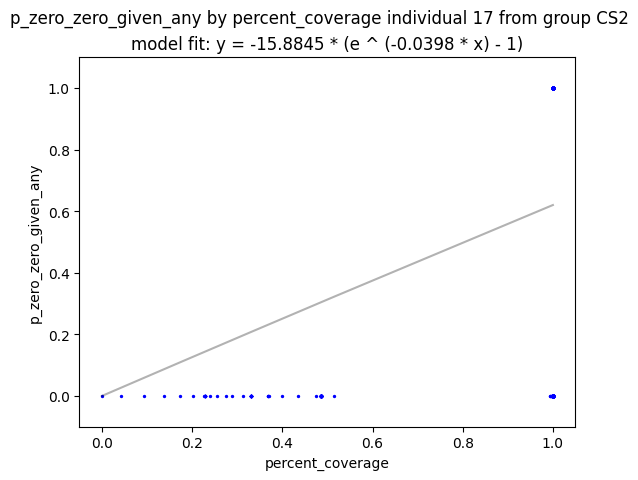 p_zero_zero_given_any by percent_coverage individual 17 from group CS2
model fit: y = -15.8845 * (e ^ (-0.0398 * x) - 1)
1.0
0.8
0.6
0.4
0.2
0.0
p_zero_zero_given_any
0.0 0.2 0.4 0.6 0.8 1.0
percent_coverage